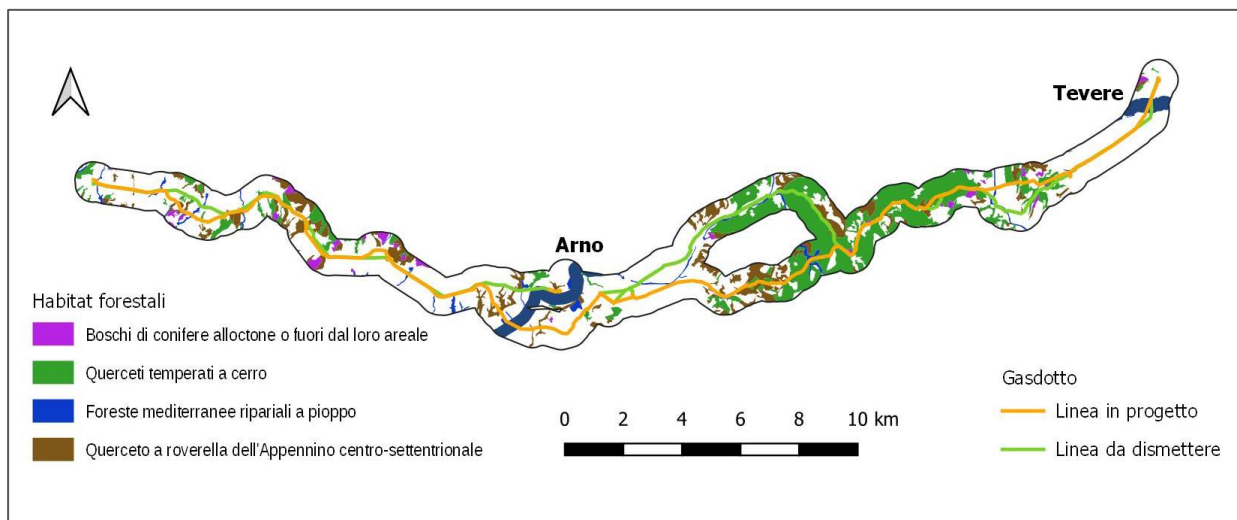 Tevere
Arno
Habitat forestali
Boschi di conifere alloctone o fuori dal loro areale
Querceti temperati a cerro
Foreste mediterranee ripariali a pioppo
Querceto a roverella dell'Appennino centro-settentrionale
0 2 4 6 8 10 km
Gasdotto
Linea in progetto
Linea da dismettere